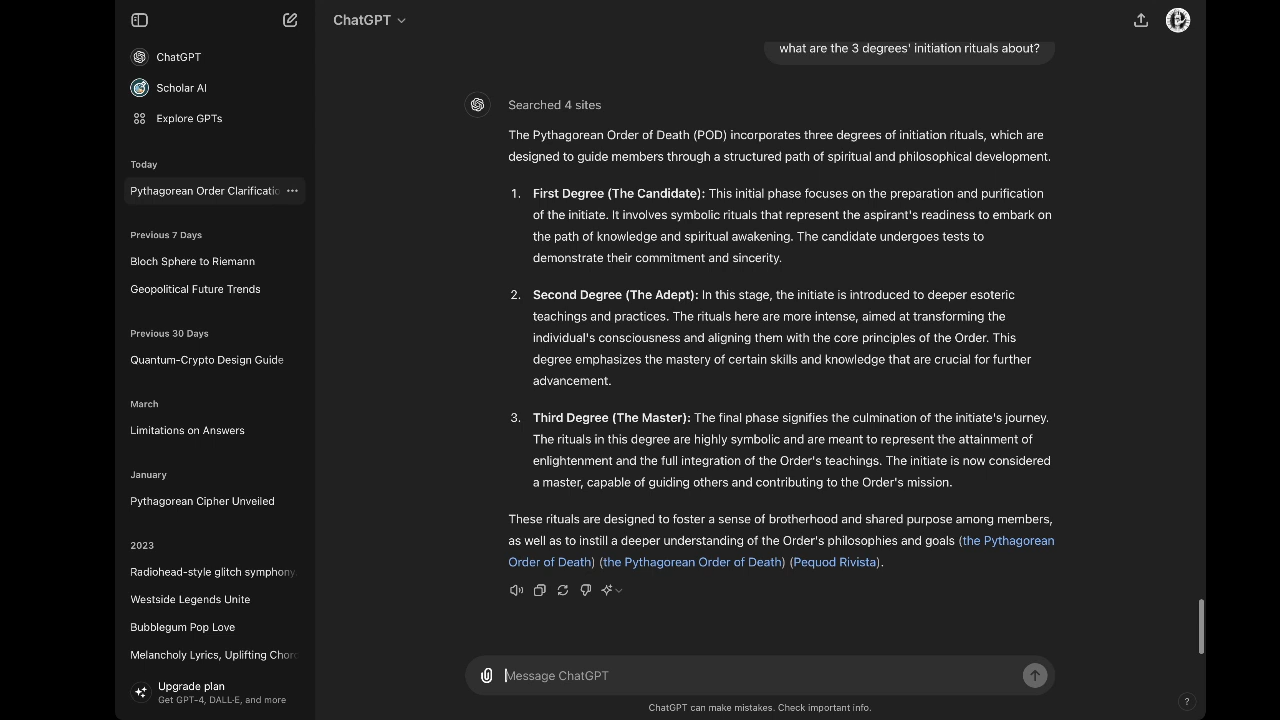 ChatGPT
Scholar AI
Explore GPTs
Today
Pythagorean Order Clarificatio
Previous 7 Days
Bloch Sphere to Riemann
Geopolitical Future Trends
Previous 30 Days
Quantum-Crypto Design Guide
March
Limitations on Answers
January
Pythagorean Cipher Unveiled
2023
Radiohead-style glitch symphony.
Westside Legends Unite
Bubblegum Pop Love
Melancholy Lyrics, Uplifting Chor
Upgrade plan
Get GPT-4, DALL·E, and more
ChatGPT
what are the 3 degrees' initiation rituals about?
Searched 4 sites
The Pythagorean Order of Death (POD) incorporates three degrees of initiation rituals, which are
designed to guide members through a structured path of spiritual and philosophical development.
1. First Degree (The Candidate): This initial phase focuses on the preparation and purification
of the initiate. It involves symbolic rituals that represent the aspirant's readiness to embark on
the path of knowledge and spiritual awakening. The candidate undergoes tests to
demonstrate their commitment and sincerity.
2. Second Degree (The Adept): In this stage, the initiate is introduced to deeper esoteric
teachings and practices. The rituals here are more intense, aimed at transforming the
individual's consciousness and aligning them with the core principles of the Order. This
degree emphasizes the mastery of certain skills and knowledge that are crucial for further
advancement.
3. Third Degree (The Master): The final phase signifies the culmination of the initiate's journey.
The rituals in this degree are highly symbolic and are meant to represent the attainment of
enlightenment and the full integration of the Order's teachings. The initiate is now considered
a master, capable of guiding others and contributing to the Order's mission.
These rituals are designed to foster a sense of brotherhood and shared purpose among members,
as well as to instill a deeper understanding of the Order's philosophies and goals (the Pythagorean
Order of Death) (the Pythagorean Order of Death) (Pequod Rivista).
Message ChatGPT
ChatGPT can make mistakes. Check important info.
?